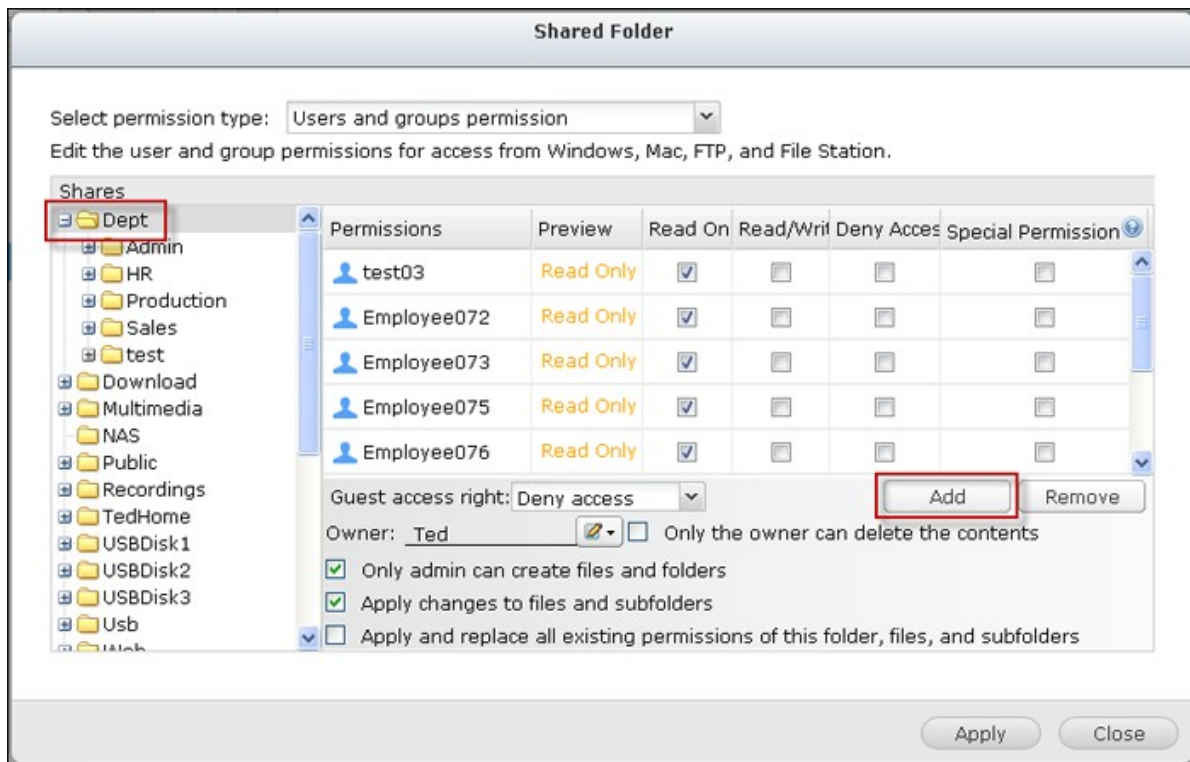 Shared Folder
Select permission type: Users and groups permission
Edit the user and group permissions for access from Windows, Mac, FTP, and File Station.
Shares
Dept
Admin
HR
Production
Sales
test
Download
Multimedia
NAS
Public
Recordings
TedHome
USBDisk1
USBDisk2
USBDisk3
Usb
Web
Permissions Preview Read On Read/Writ Deny Acces Special Permission
test03 Read Only
Employee072 Read Only
Employee073 Read Only
Employee075 Read Only
Employee076 Read Only
Guest access right: Deny access Add Remove
Owner: Ted Only the owner can delete the contents
Only admin can create files and folders
Apply changes to files and subfolders
Apply and replace all existing permissions of this folder, files, and subfolders
Apply Close